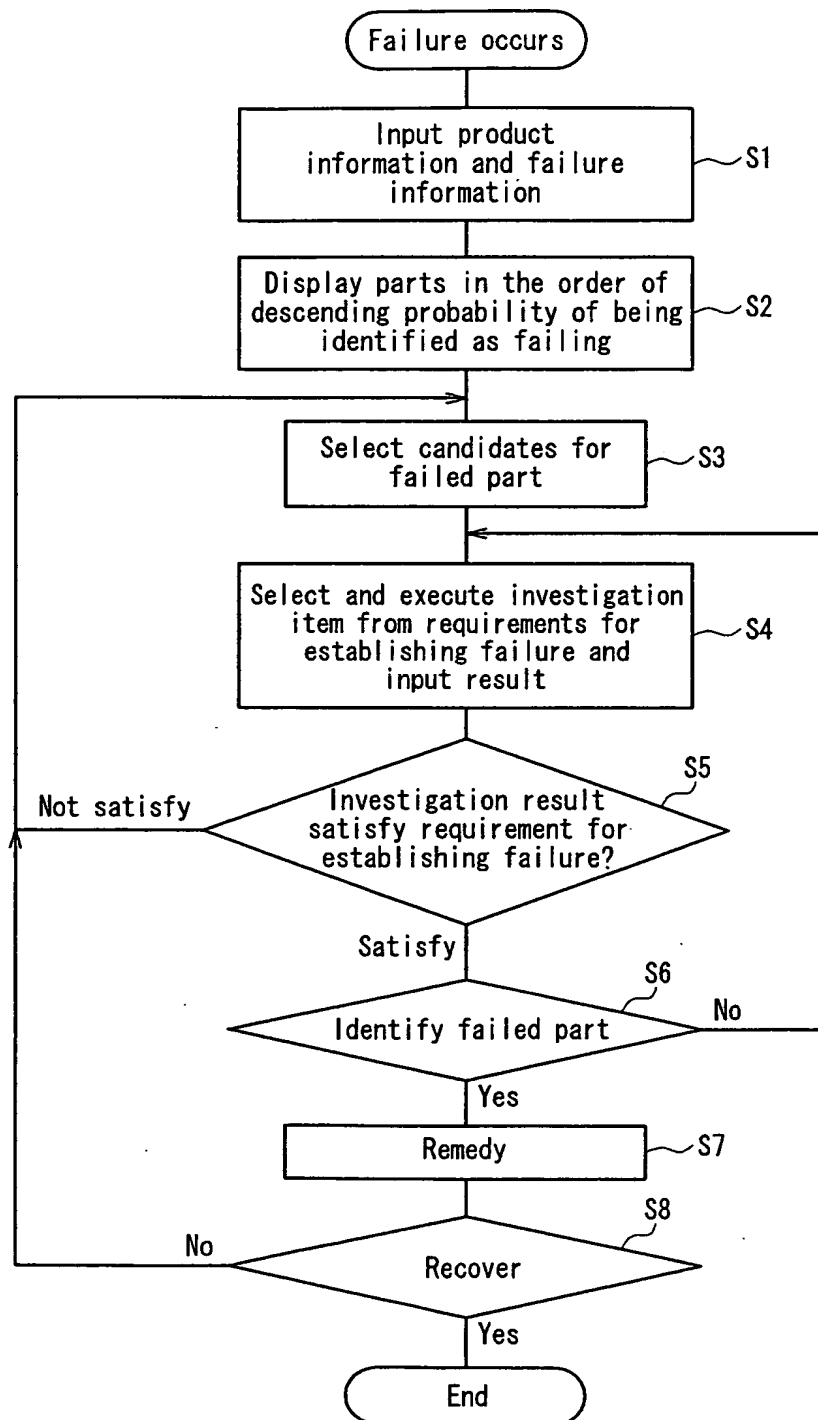 Failure occurs
Input product
information and failure
information
S1
Display parts in the order of
descending probability of being
identified as failing
S2
Select candidates for
failed part
S3
Select and execute investigation
item from requirements for
establishing failure and
input result
S4
S5
Not satisfy
Investigation result
satisfy requirement for
establishing failure?
Satisfy
S6
Identify failed part
No
Yes
Remedy
S7
S8
No
Recover
Yes
End